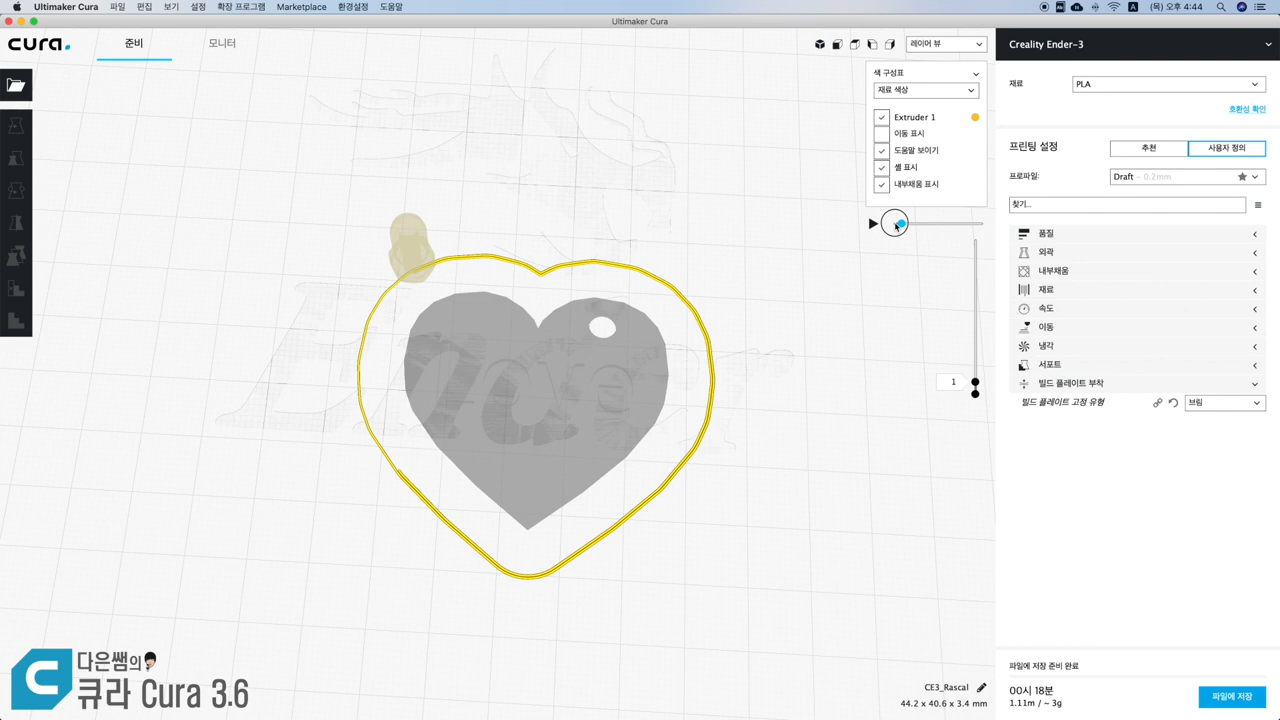 Ultimaker Cura 파일 편집 보기 설정 확장 프로그램 Marketplace 환경설정 도움말
(목) 오후 4:44
Ultimaker Cura
cura.
준비 모니터
레이어 뷰
Creality Ender-3
색 구성표
재료 색상
Extruder 1
이동 표시
도움말 보이기
셸 표시
내부채움 표시
1
재료 PLA
호환성 확인
프린팅 설정 추천 사용자 정의
프로파일: Draft - 0.2mm
찾기...
품질
외곽
내부채움
재료
속도
이동
냉각
서포트
빌드 플레이트 부착
빌드 플레이트 고정 유형 브림
다은쌤의
큐라 Cura 3.6
CE3_Rascal
44.2 x 40.6 x 3.4 mm
파일에 저장 준비 완료
00시 18분
1.11m / ~ 3g
파일에 저장